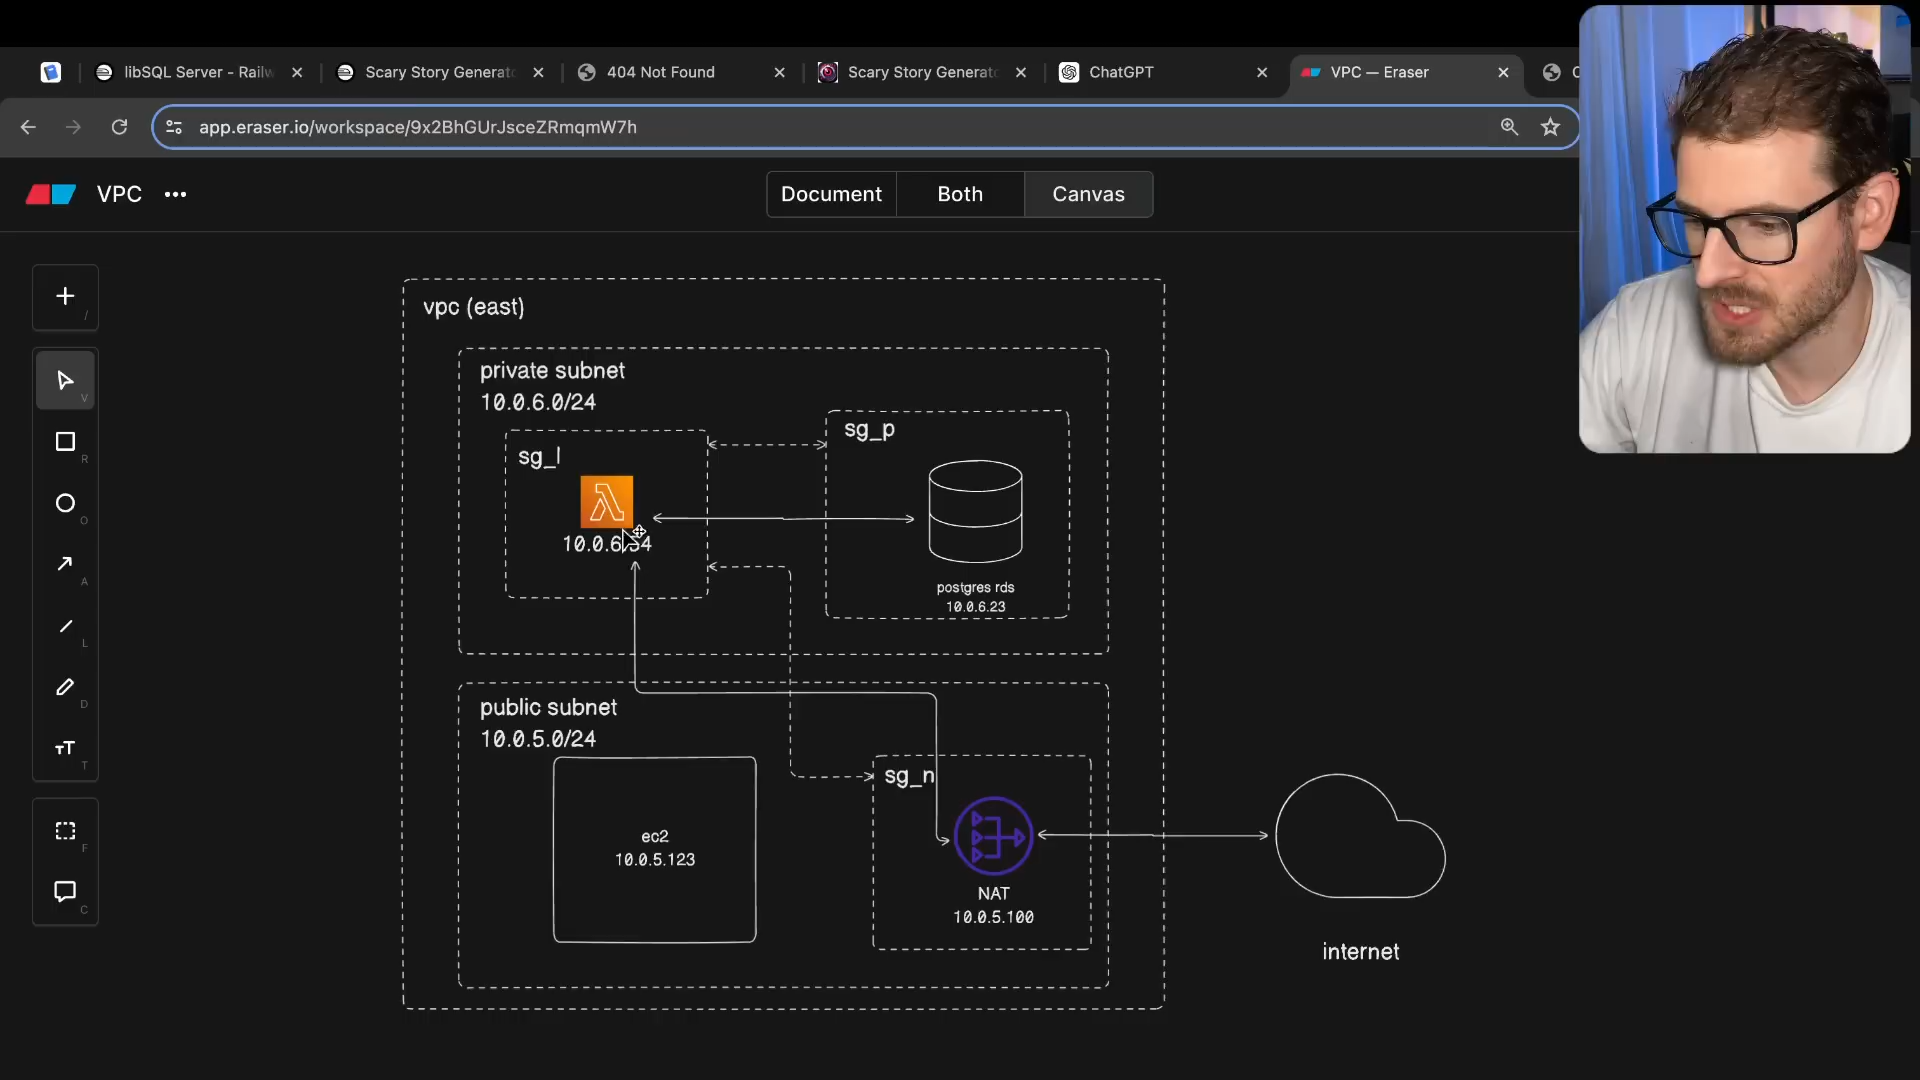 libSQL Server - Railw
Scary Story Generato
404 Not Found
Scary Story Generato
ChatGPT
VPC — Eraser
app.eraser.io/workspace/9x2BhGUrJsceZRmqmW7h
VPC
Document
Both
Canvas
/
V
R
O
A
L
D
T
F
C
vpc (east)
private subnet
10.0.6.0/24
sg_l
sg_p
postgres rds
10.0.6.23
public subnet
10.0.5.0/24
ec2
10.0.5.123
sg_n
NAT
10.0.5.100
internet